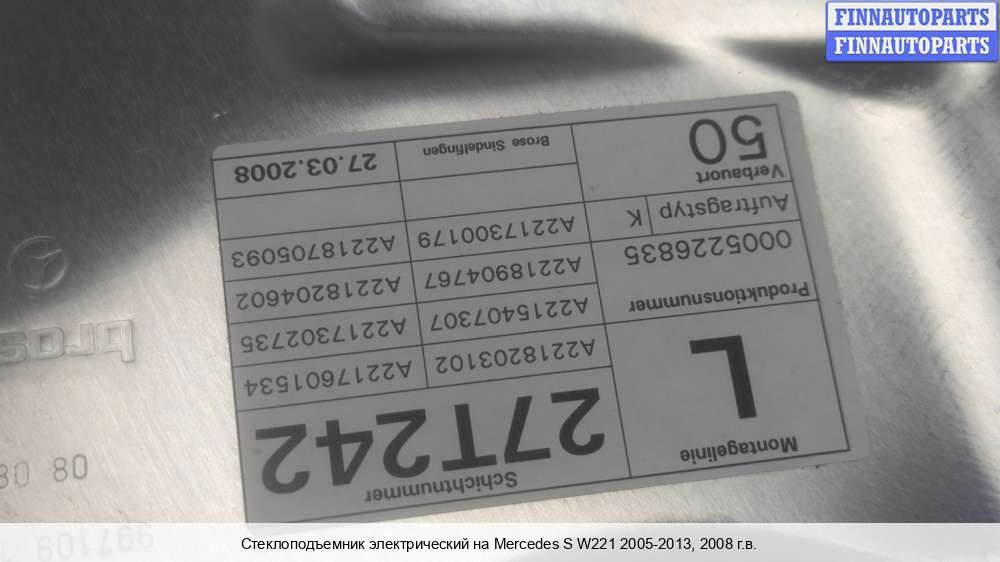 FINNAUTOPARTS
FINNAUTOPARTS
Montagelinie
L
Schichtnummer
27T242
A2218203102 A2217601534
A2215407307 A2217302735
A2218904767 A2218204602
A2217300179 A2218705093
Produktionsnummer
0005226835
Auftragstyp K
Verbauort
50
Brose Sindelfingen 27.03.2008
Стеклоподъемник электрический на Mercedes S W221 2005-2013, 2008 г.в.